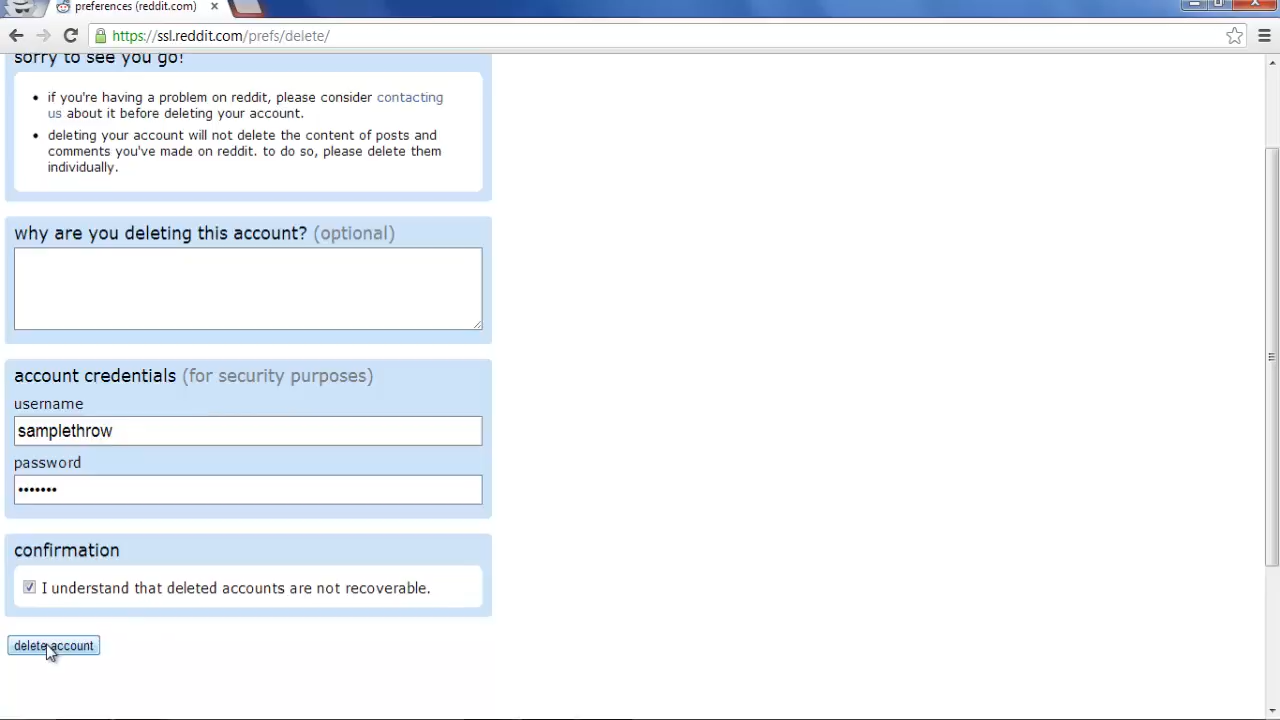 preferences (reddit.com)
https://ssl.reddit.com/prefs/delete/
sorry to see you go!
if you're having a problem on reddit, please consider contacting
us about it before deleting your account.
deleting your account will not delete the content of posts and
comments you've made on reddit. to do so, please delete them
individually.
why are you deleting this account? (optional)
account credentials (for security purposes)
username
samplethrow
password
•••••••
confirmation
I understand that deleted accounts are not recoverable.
delete account